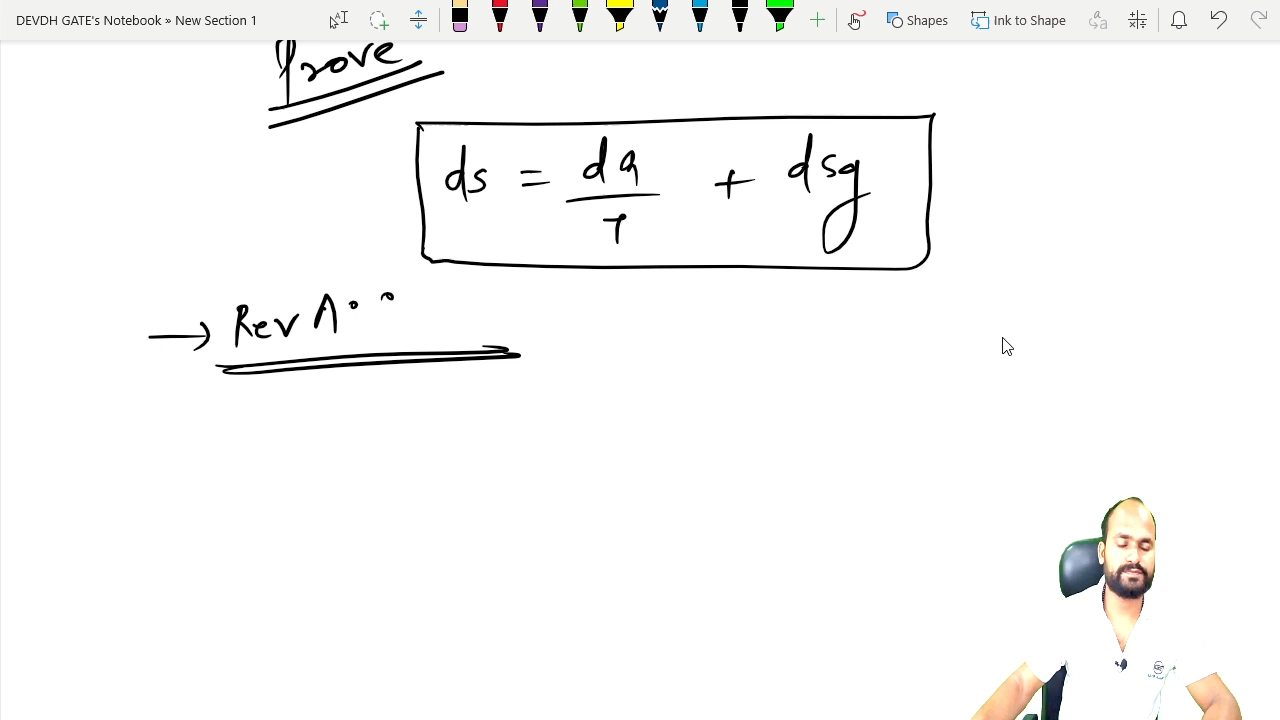 DEVDH GATE's Notebook » New Section 1
Shapes
Ink to Shape
Prove
ds = dq/T + dsg
→ Rev